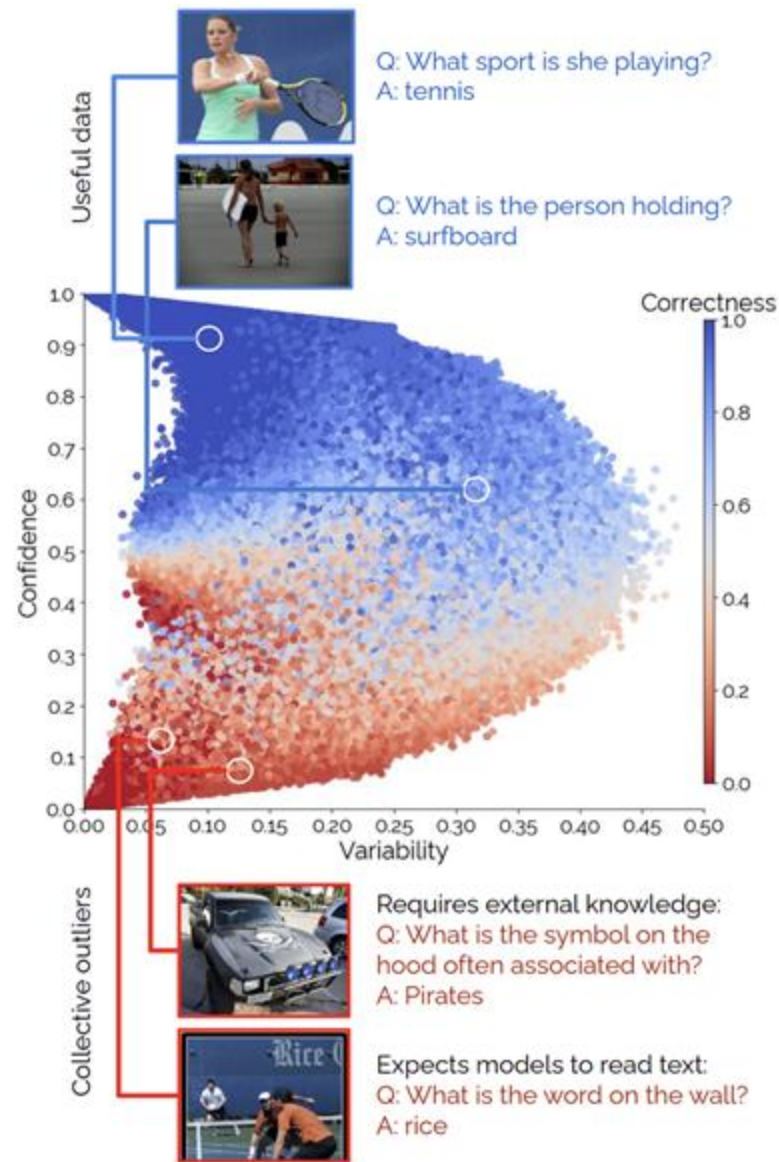 Useful data
Q: What sport is she playing?
A: tennis
Q: What is the person holding?
A: surfboard
Correctness
1.0
0.8
0.6
0.4
0.2
0.0
Confidence
1.0
0.9
0.8
0.7
0.6
0.5
0.4
0.3
0.2
0.1
0.0
0.00 0.05 0.10 0.15 0.20 0.25 0.30 0.35 0.40 0.45 0.50
Variability
Collective outliers
Requires external knowledge:
Q: What is the symbol on the
hood often associated with?
A: Pirates
Rice
Expects models to read text:
Q: What is the word on the wall?
A: rice